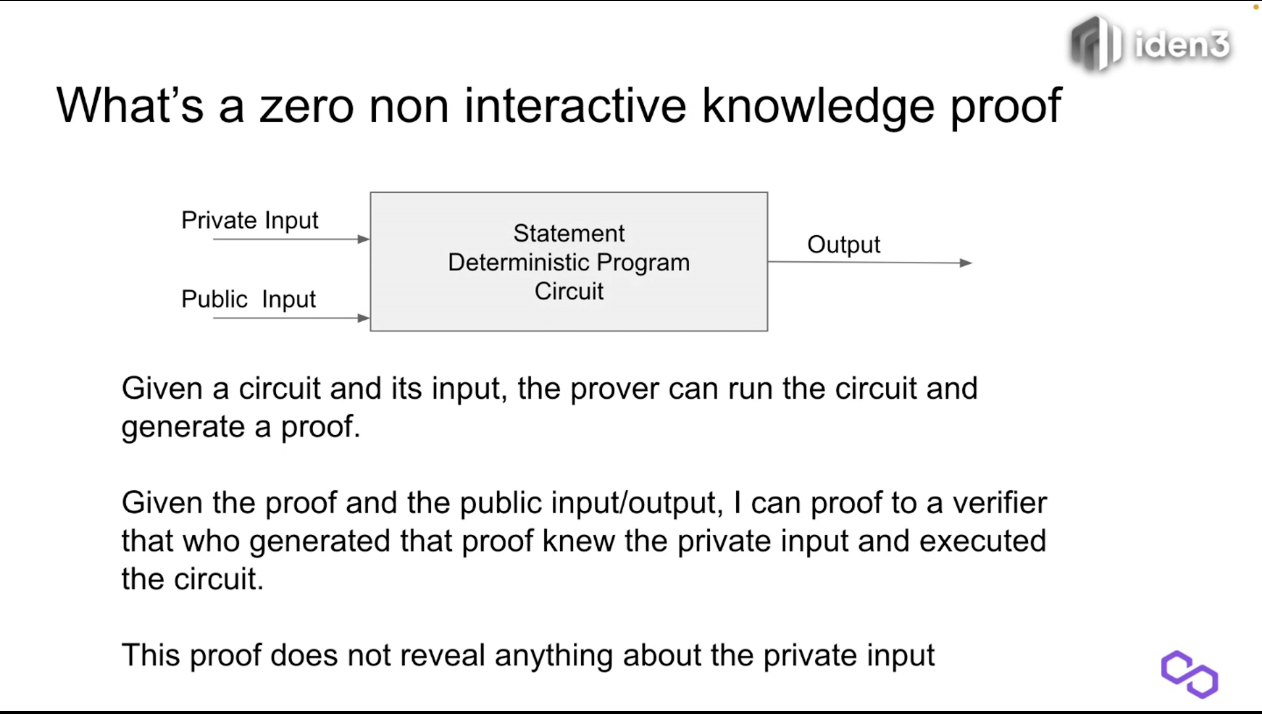 iden3
What's a zero non interactive knowledge proof
Private Input
Public Input
Statement
Deterministic Program
Circuit
Output
Given a circuit and its input, the prover can run the circuit and
generate a proof.
Given the proof and the public input/output, I can proof to a verifier
that who generated that proof knew the private input and executed
the circuit.
This proof does not reveal anything about the private input